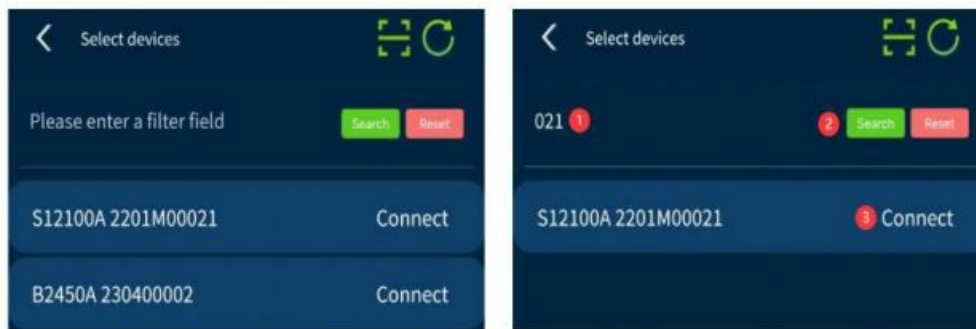 Select devices
Please enter a filter field Search Reset
S12100A 2201M00021 Connect
B2450A 230400002 Connect
Select devices
021 1 2 Search Reset
S12100A 2201M00021 3 Connect